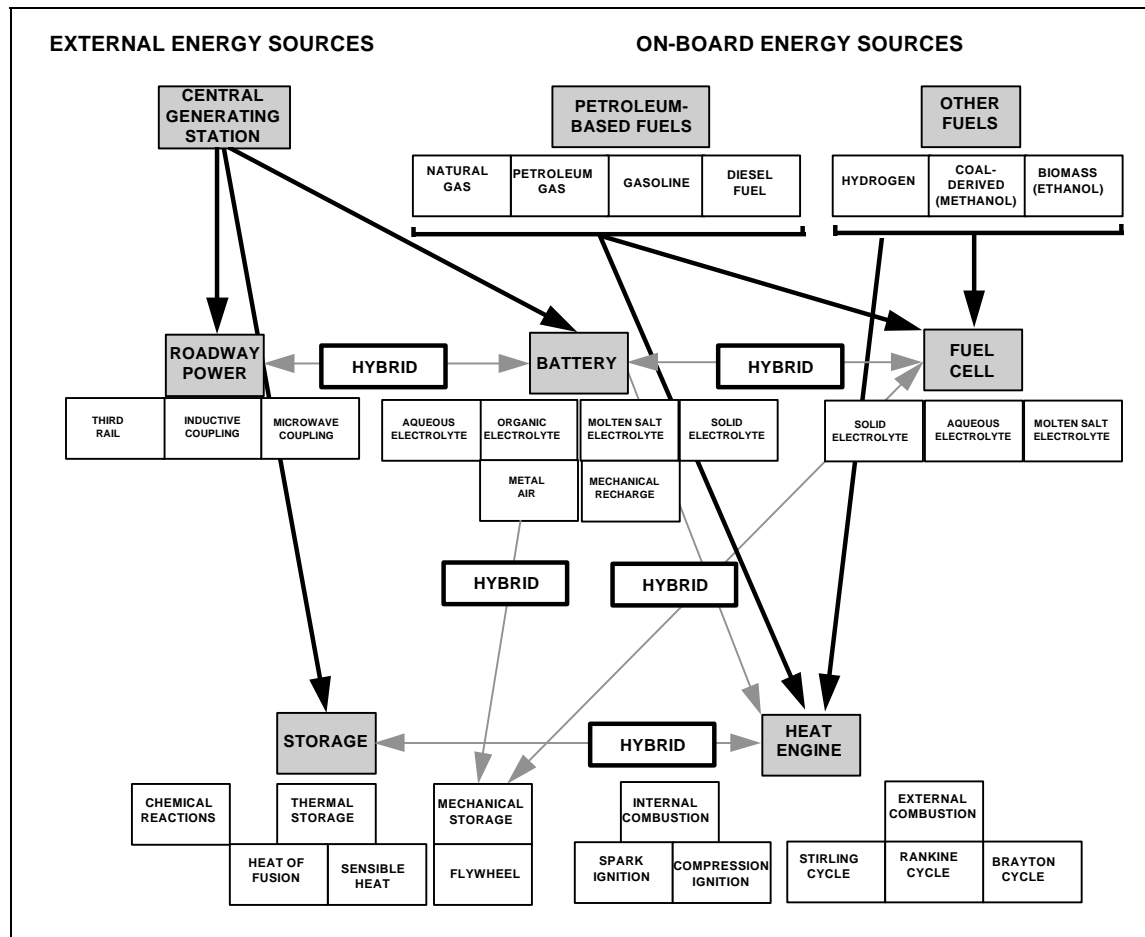 EXTERNAL ENERGY SOURCES
ON-BOARD ENERGY SOURCES
CENTRAL
GENERATING
STATION
PETROLEUM-
BASED FUELS
OTHER
FUELS
NATURAL
GAS
PETROLEUM
GAS
GASOLINE
DIESEL
FUEL
HYDROGEN
COAL-
DERIVED
(METHANOL)
BIOMASS
(ETHANOL)
ROADWAY
POWER
HYBRID
BATTERY
HYBRID
FUEL
CELL
THIRD
RAIL
INDUCTIVE
COUPLING
MICROWAVE
COUPLING
AQUEOUS
ELECTROLYTE
ORGANIC
ELECTROLYTE
MOLTEN SALT
ELECTROLYTE
SOLID
ELECTROLYTE
SOLID
ELECTROLYTE
AQUEOUS
ELECTROLYTE
MOLTEN SALT
ELECTROLYTE
METAL
AIR
MECHANICAL
RECHARGE
HYBRID
HYBRID
STORAGE
HYBRID
HEAT
ENGINE
CHEMICAL
REACTIONS
THERMAL
STORAGE
MECHANICAL
STORAGE
INTERNAL
COMBUSTION
EXTERNAL
COMBUSTION
HEAT OF
FUSION
SENSIBLE
HEAT
FLYWHEEL
SPARK
IGNITION
COMPRESSION
IGNITION
STIRLING
CYCLE
RANKINE
CYCLE
BRAYTON
CYCLE